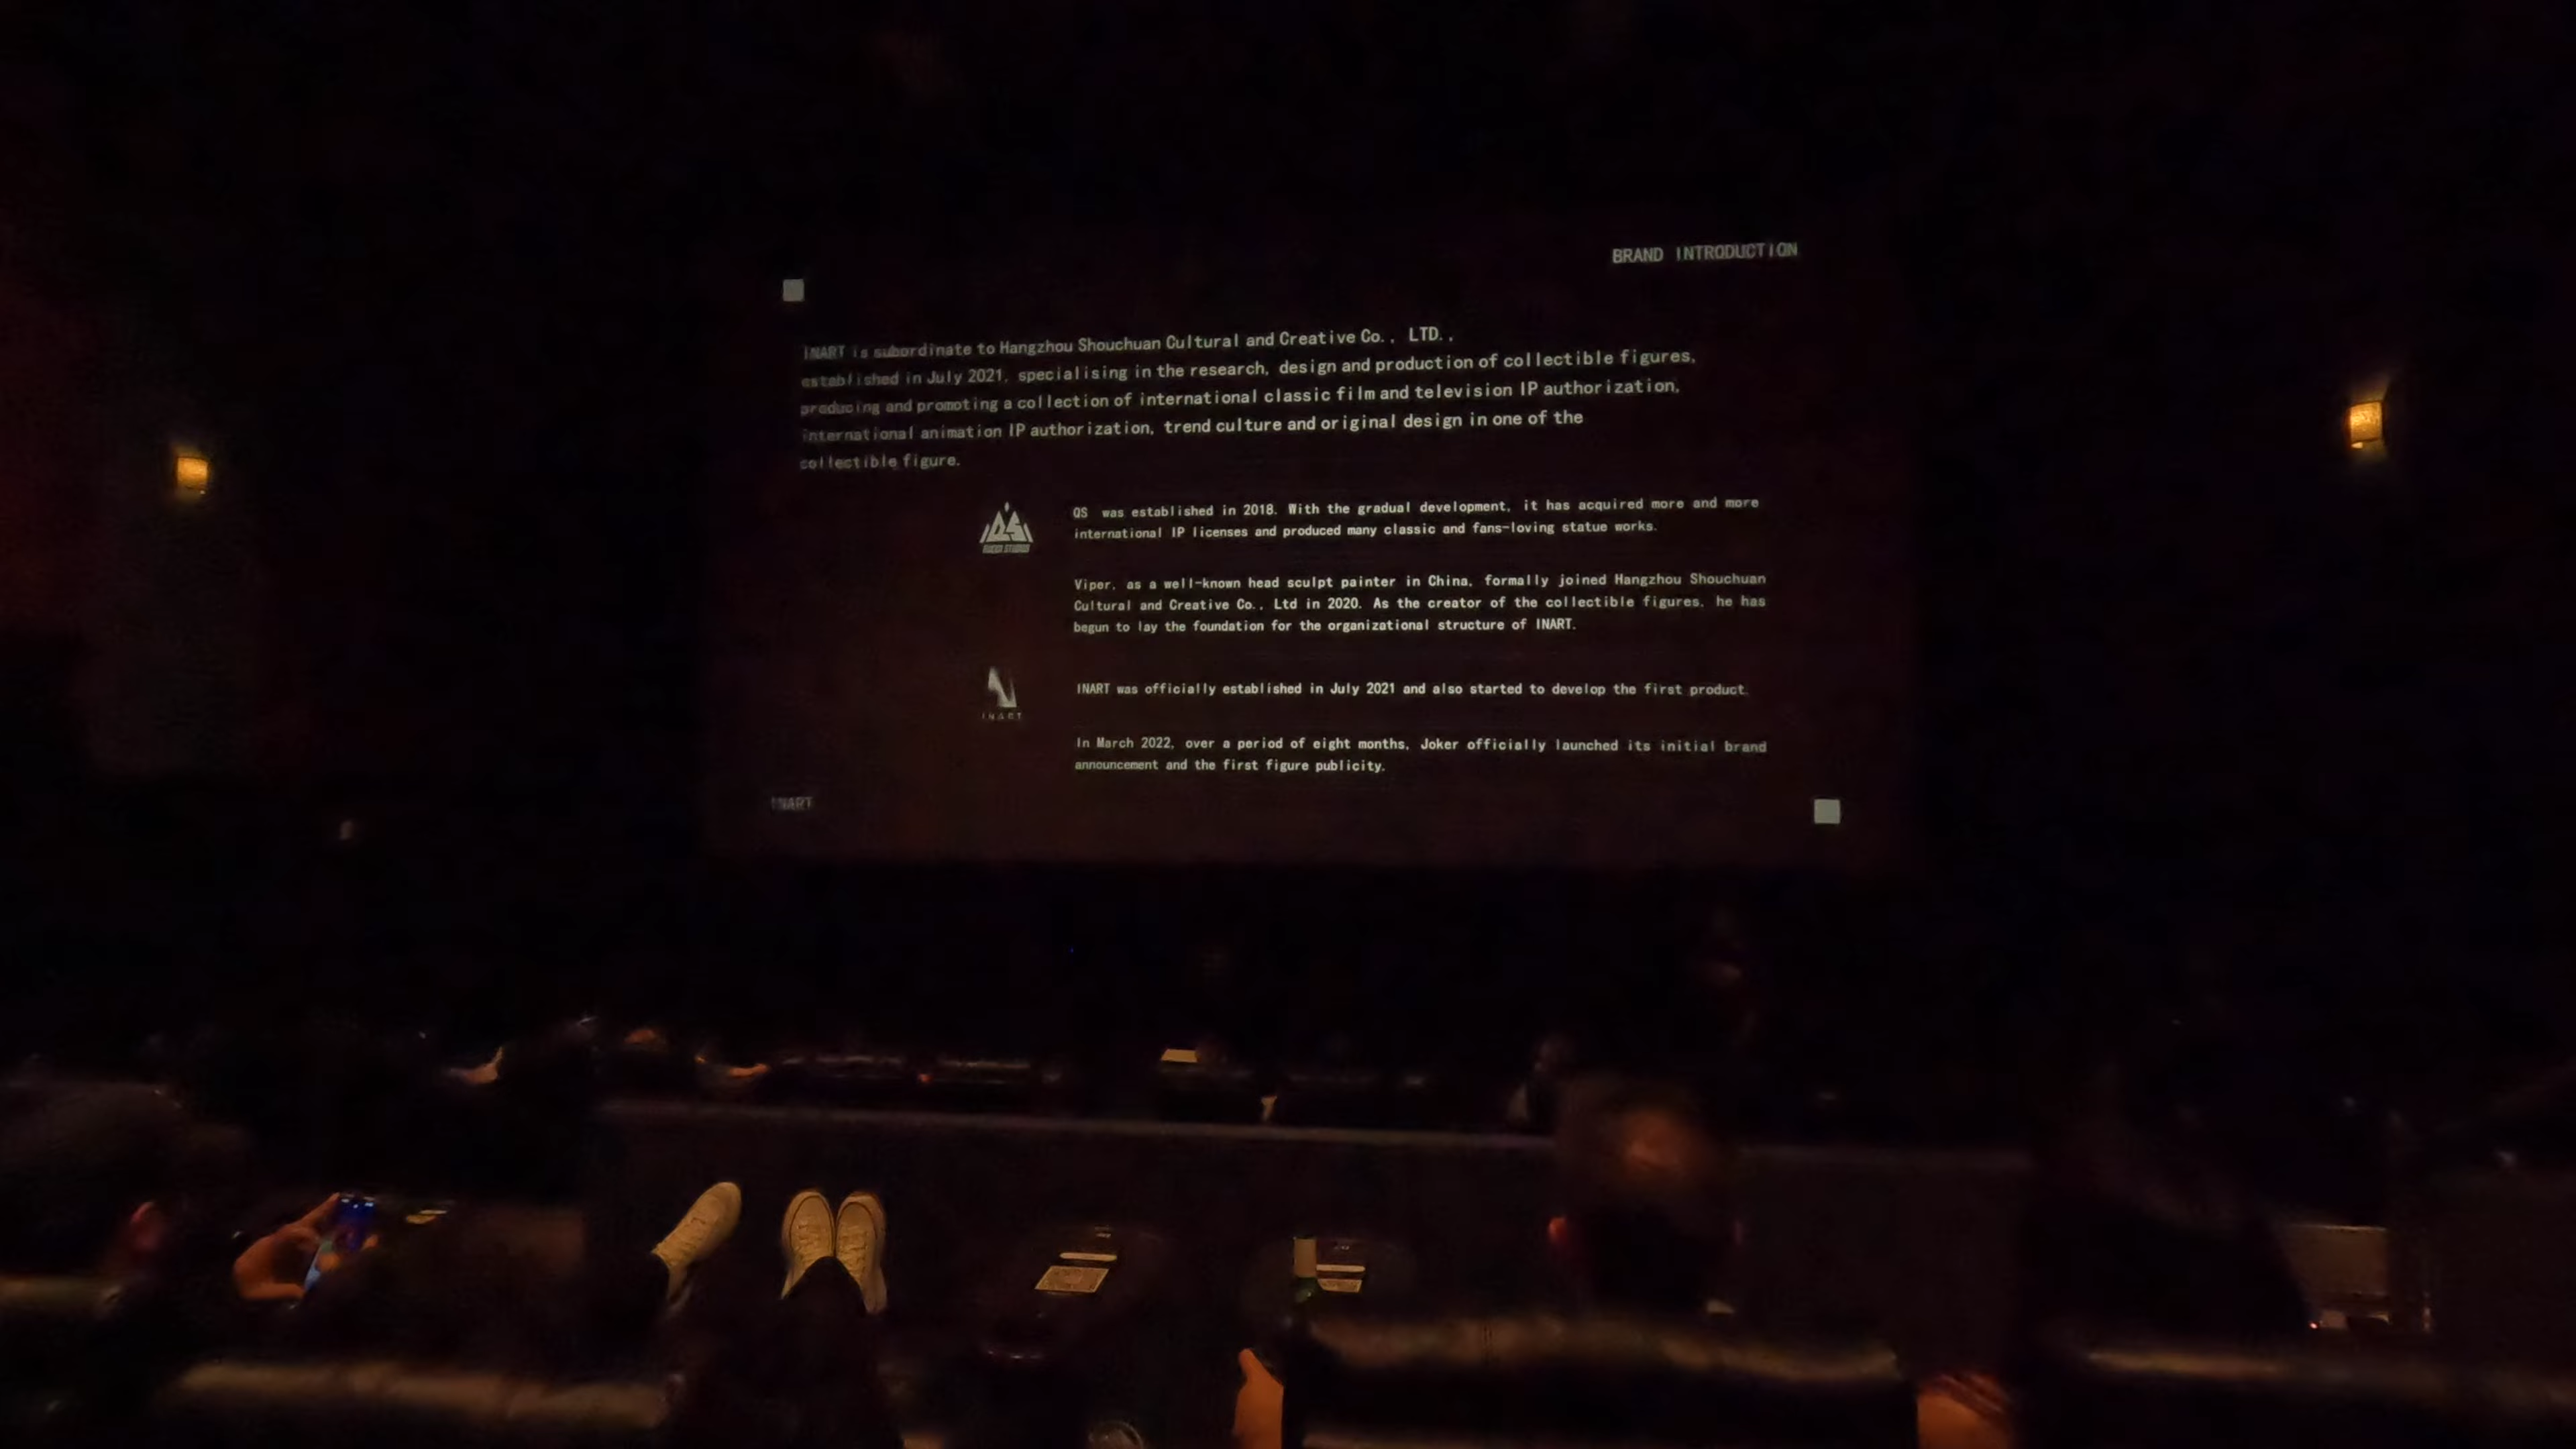 BRAND INTRODUCTION
INART is subordinate to Hangzhou Shouchuan Cultural and Creative Co., LTD.,
established in July 2021, specialising in the research, design and production of collectible figures,
producing and promoting a collection of international classic film and television IP authorization,
international animation IP authorization, trend culture and original design in one of the
collectible figure.
QS was established in 2018. With the gradual development, it has acquired more and more
international IP licenses and produced many classic and fans-loving statue works.
Viper, as a well-known head sculpt painter in China, formally joined Hangzhou Shouchuan
Cultural and Creative Co., Ltd in 2020. As the creator of the collectible figures, he has
begun to lay the foundation for the organizational structure of INART.
INART was officially established in July 2021 and also started to develop the first product.
INART
In March 2022, over a period of eight months, Joker officially launched its initial brand
announcement and the first figure publicity.
INART